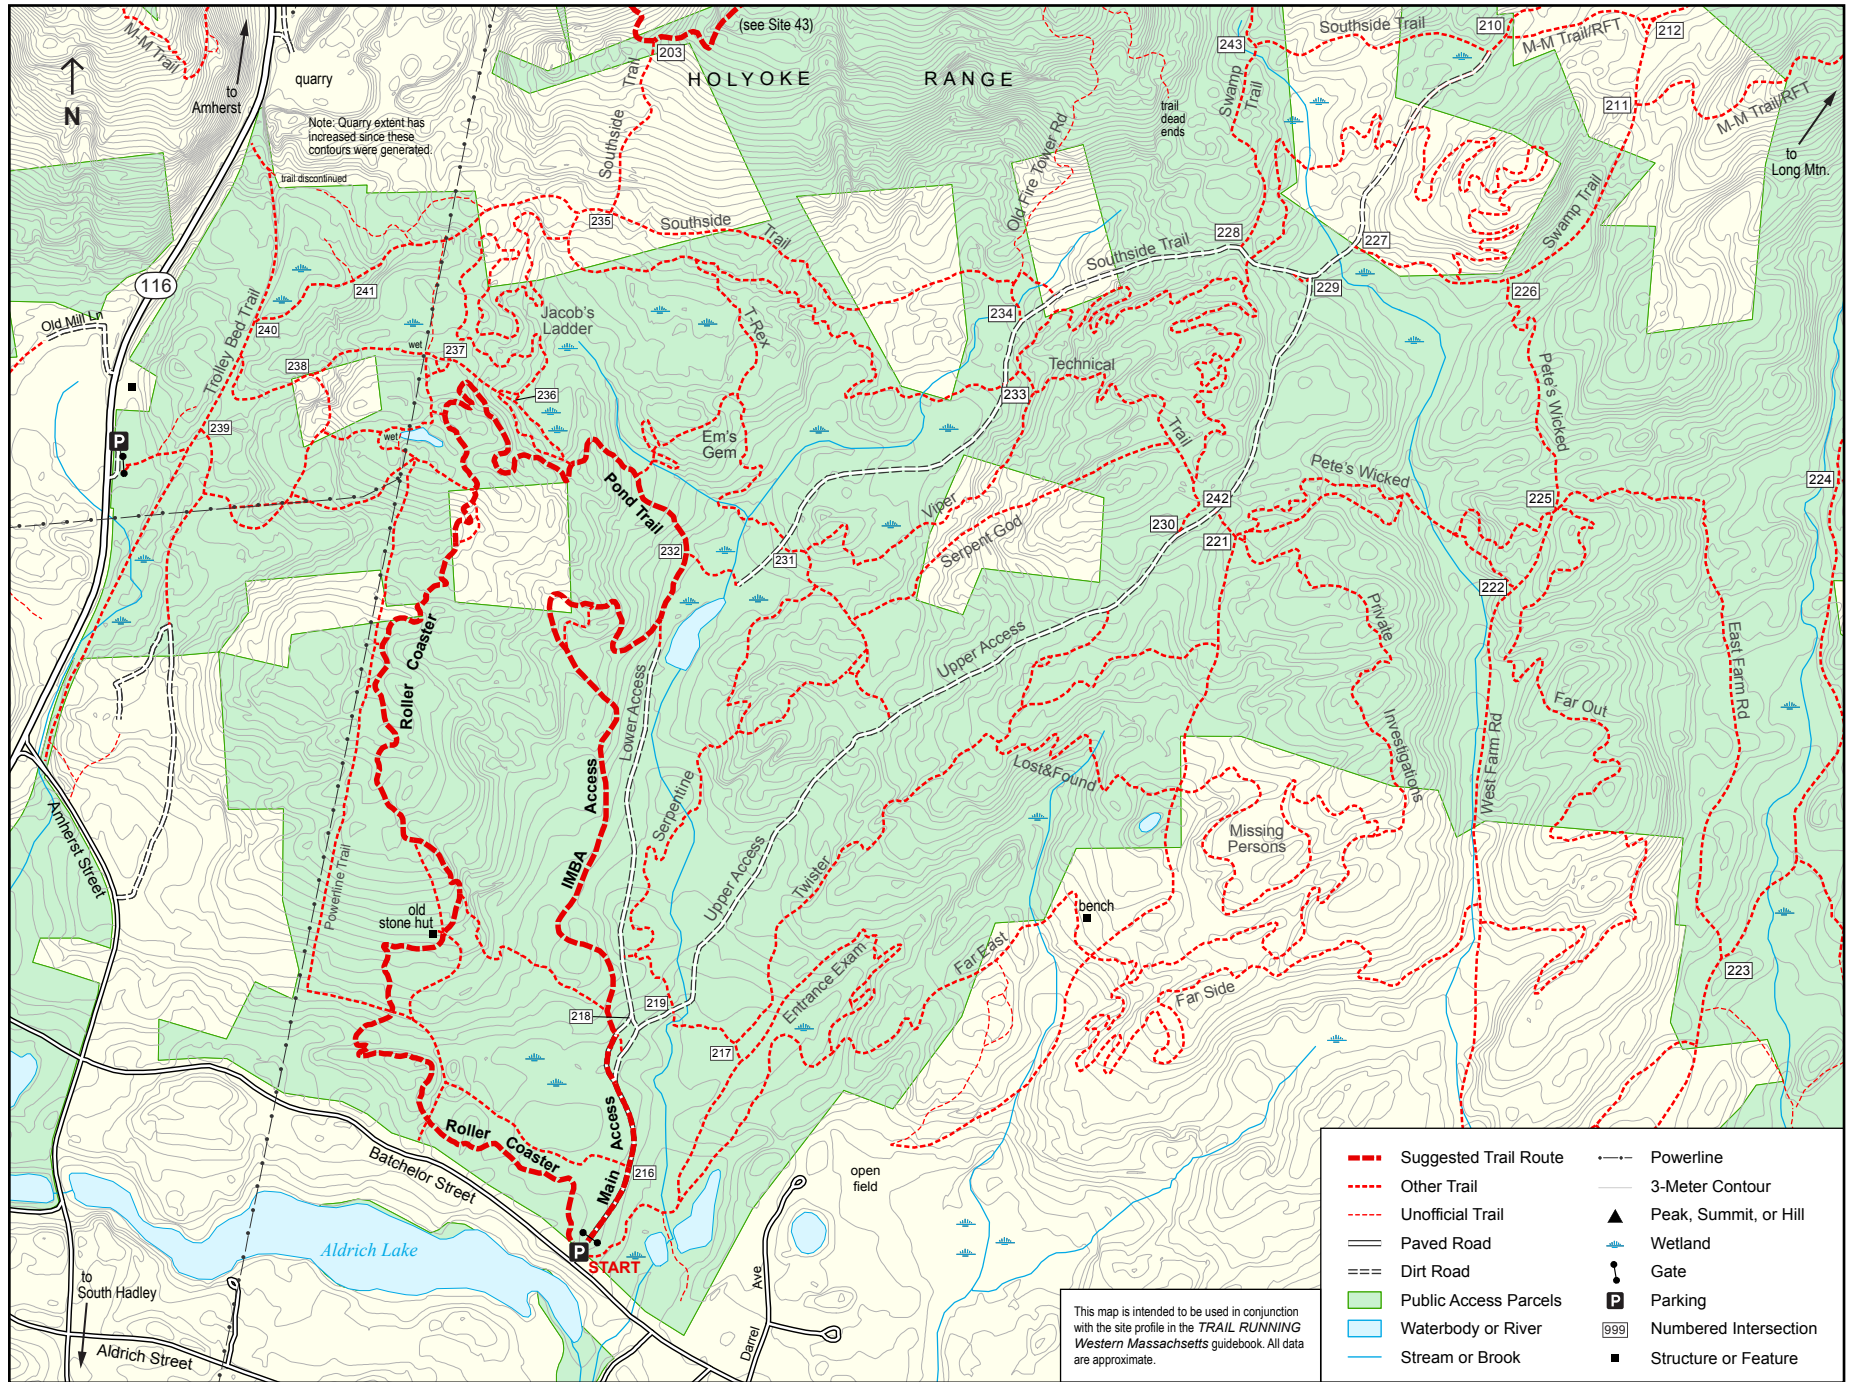 M-M Trail
to
Amherst
N
quarry
Note: Quarry extent has
increased since these
contours were generated.
trail discontinued
(see Site 43)
203
HOLYOKE RANGE
Southside Trail
Old Fire Tower Rd
trail
dead
ends
243
Swamp
Trail
Southside Trail
210
M-M Trail/RFT
212
211
M-M Trail/RFT
to
Long Mtn.
Swamp Trail
235
Southside Trail
228
Southside Trail
227
229
226
116
Old Mill Ln
Trolley Bed Trail
241
240
238
237
wet
Jacob's
Ladder
T-Rex
234
Technical
Trail
233
236
239
wet
P
Em's
Gem
Pond Trail
Viper
Serpent God
Pete's Wicked
Pete's Wicked
242
230
221
225
224
232
231
222
Roller Coaster
Lower Access
IMBA Access
Upper Access
Private
Investigations
West Farm Rd
Far Out
East Farm Rd
Serpentine
Upper Access
Twister
Lost&Found
Missing
Persons
Amherst Street
Powerline Trail
old
stone hut
bench
Entrance Exam
Far East
Far Side
223
218
219
217
Roller Coaster
Main Access
216
Batchelor Street
P
START
Aldrich Lake
to
South Hadley
Aldrich Street
open
field
Darrel Ave
This map is intended to be used in conjunction
with the site profile in the TRAIL RUNNING
Western Massachsetts guidebook. All data
are approximate.
Suggested Trail Route
Other Trail
Unofficial Trail
Paved Road
Dirt Road
Public Access Parcels
Waterbody or River
Stream or Brook
Powerline
3-Meter Contour
Peak, Summit, or Hill
Wetland
Gate
P Parking
999 Numbered Intersection
Structure or Feature